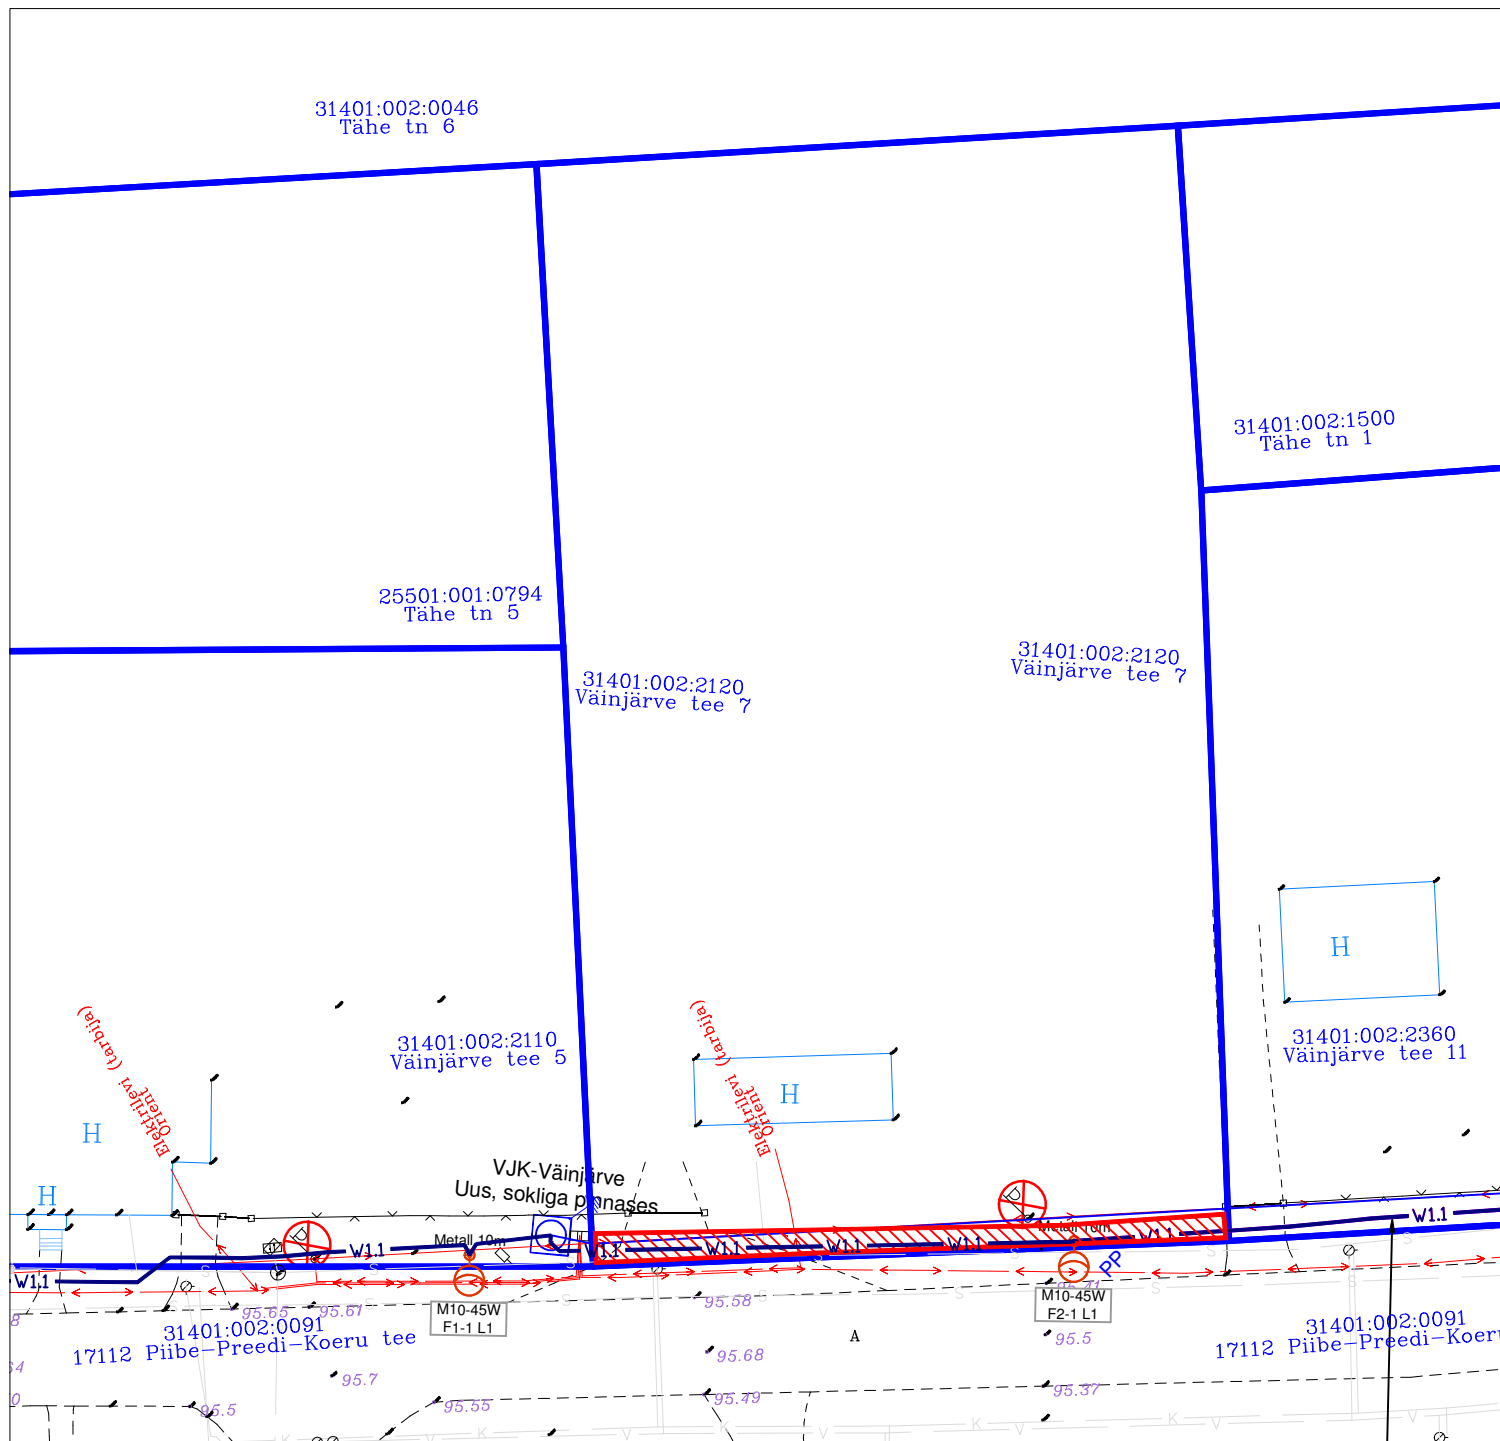 31401:002:0046
Tähe tn 6
31401:002:1500
Tähe tn 1
25501:001:0794
Tähe tn 5
31401:002:2120
Väinjärve tee 7
31401:002:2120
Väinjärve tee 7
H
31401:002:2110
Väinjärve tee 5
31401:002:2360
Väinjärve tee 11
Elektrilevi (tarbija)
Orient
Elektrilevi (tarbija)
Orient
H
H
H
VJK-Väinjärve
Uus, sokliga pinnases
Metall 10m
Metall 10m
W1.1
W1.1
W1.1
W1.1
W1.1
W1.1
W1.1
W1.1
PP
M10-45W
F1-1 L1
M10-45W
F2-1 L1
95.65
95.61
95.58
95.41
31401:002:0091
17112 Piibe-Preedi-Koeru tee
A
95.5
31401:002:0091
17112 Piibe-Preedi-Koeru
95.68
95.7
95.49
95.37
95.5
95.55
S
S
S
S
S
S
S
S
S
K
V
K
V
K
V
K
V
V